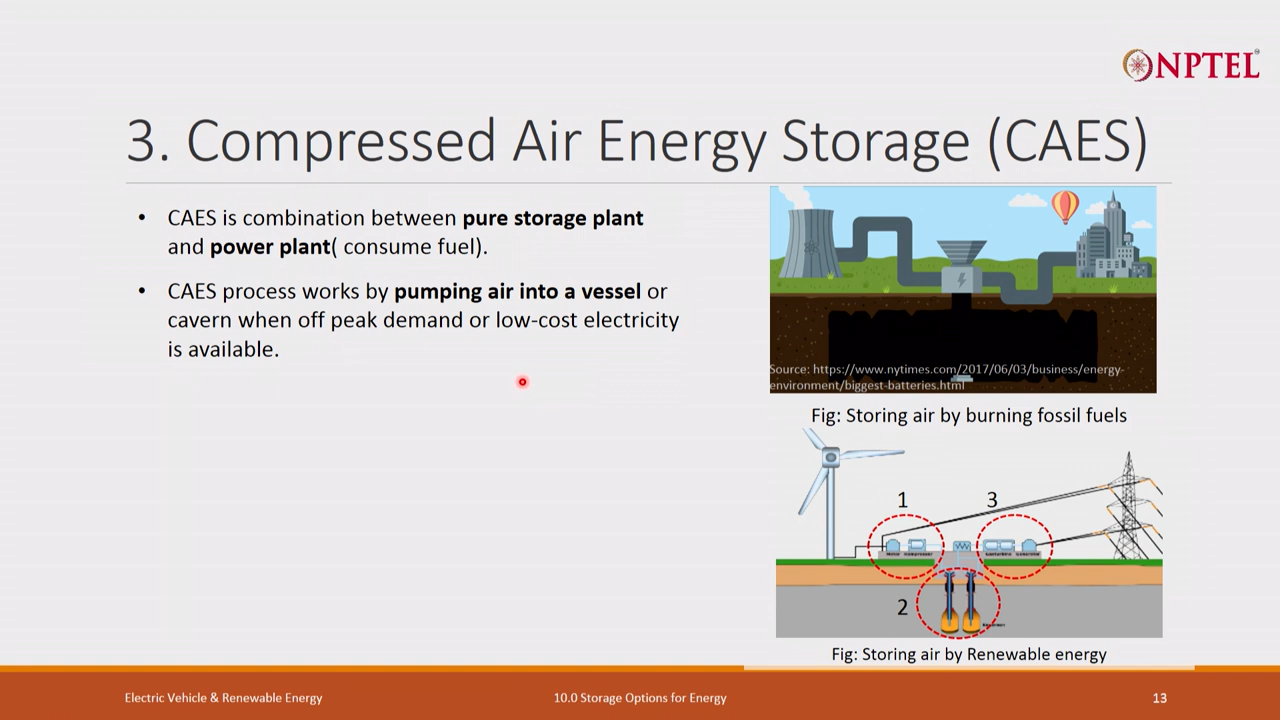 NPTEL
3. Compressed Air Energy Storage (CAES)
• CAES is combination between pure storage plant
and power plant( consume fuel).
• CAES process works by pumping air into a vessel or
cavern when off peak demand or low-cost electricity
is available.
Source: https://www.nytimes.com/2017/06/03/business/energy-
environment/biggest-batteries.html
Fig: Storing air by burning fossil fuels
1
3
Motor Compressor
Generator
2
Fig: Storing air by Renewable energy
Electric Vehicle & Renewable Energy
10.0 Storage Options for Energy
13